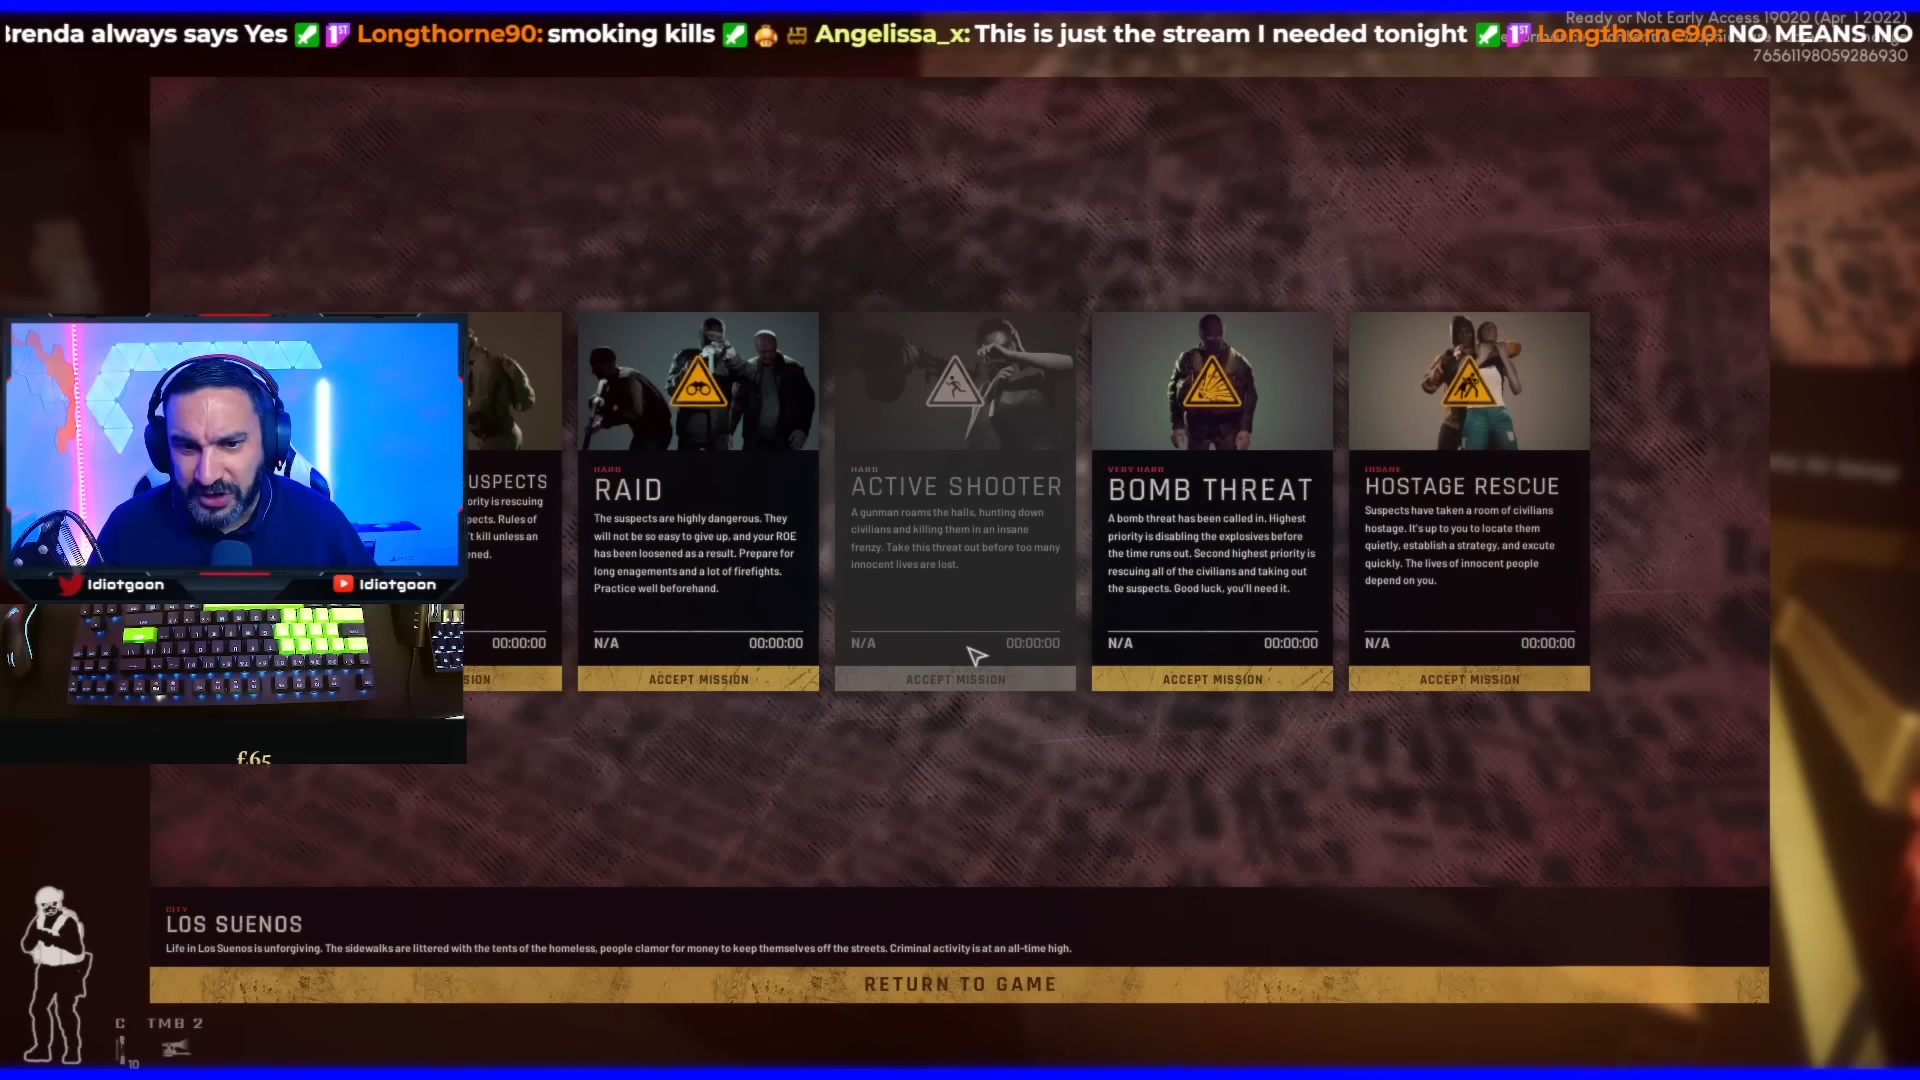 Ready or Not Early Access 19020 (Apr 1 2022)
Brenda always says Yes Longthorne90: smoking kills Angelissa_x: This is just the stream I needed tonight Longthorne90: NO MEANS NO
76561198059286930
USPECTS
ority is rescuing
pects. Rules of
't kill unless an
ened.
00:00:00
SION
HARD
RAID
The suspects are highly dangerous. They
will not be so easy to give up, and your ROE
has been loosened as a result. Prepare for
long enagements and a lot of firefights.
Practice well beforehand.
N/A 00:00:00
ACCEPT MISSION
HARD
ACTIVE SHOOTER
A gunman roams the halls, hunting down
civilians and killing them in an insane
frenzy. Take this threat out before too many
innocent lives are lost.
N/A 00:00:00
ACCEPT MISSION
VERY HARD
BOMB THREAT
A bomb threat has been called in. Highest
priority is disabling the explosives before
the time runs out. Second highest priority is
rescuing all of the civilians and taking out
the suspects. Good luck, you'll need it.
N/A 00:00:00
ACCEPT MISSION
INSANE
HOSTAGE RESCUE
Suspects have taken a room of civilians
hostage. It's up to you to locate them
quietly, establish a strategy, and excute
quickly. The lives of innocent people
depend on you.
N/A 00:00:00
ACCEPT MISSION
Idiotgoon Idiotgoon
£65
CITY
LOS SUENOS
Life in Los Suenos is unforgiving. The sidewalks are littered with the tents of the homeless, people clamor for money to keep themselves off the streets. Criminal activity is at an all-time high.
RETURN TO GAME
C TMB 2
10